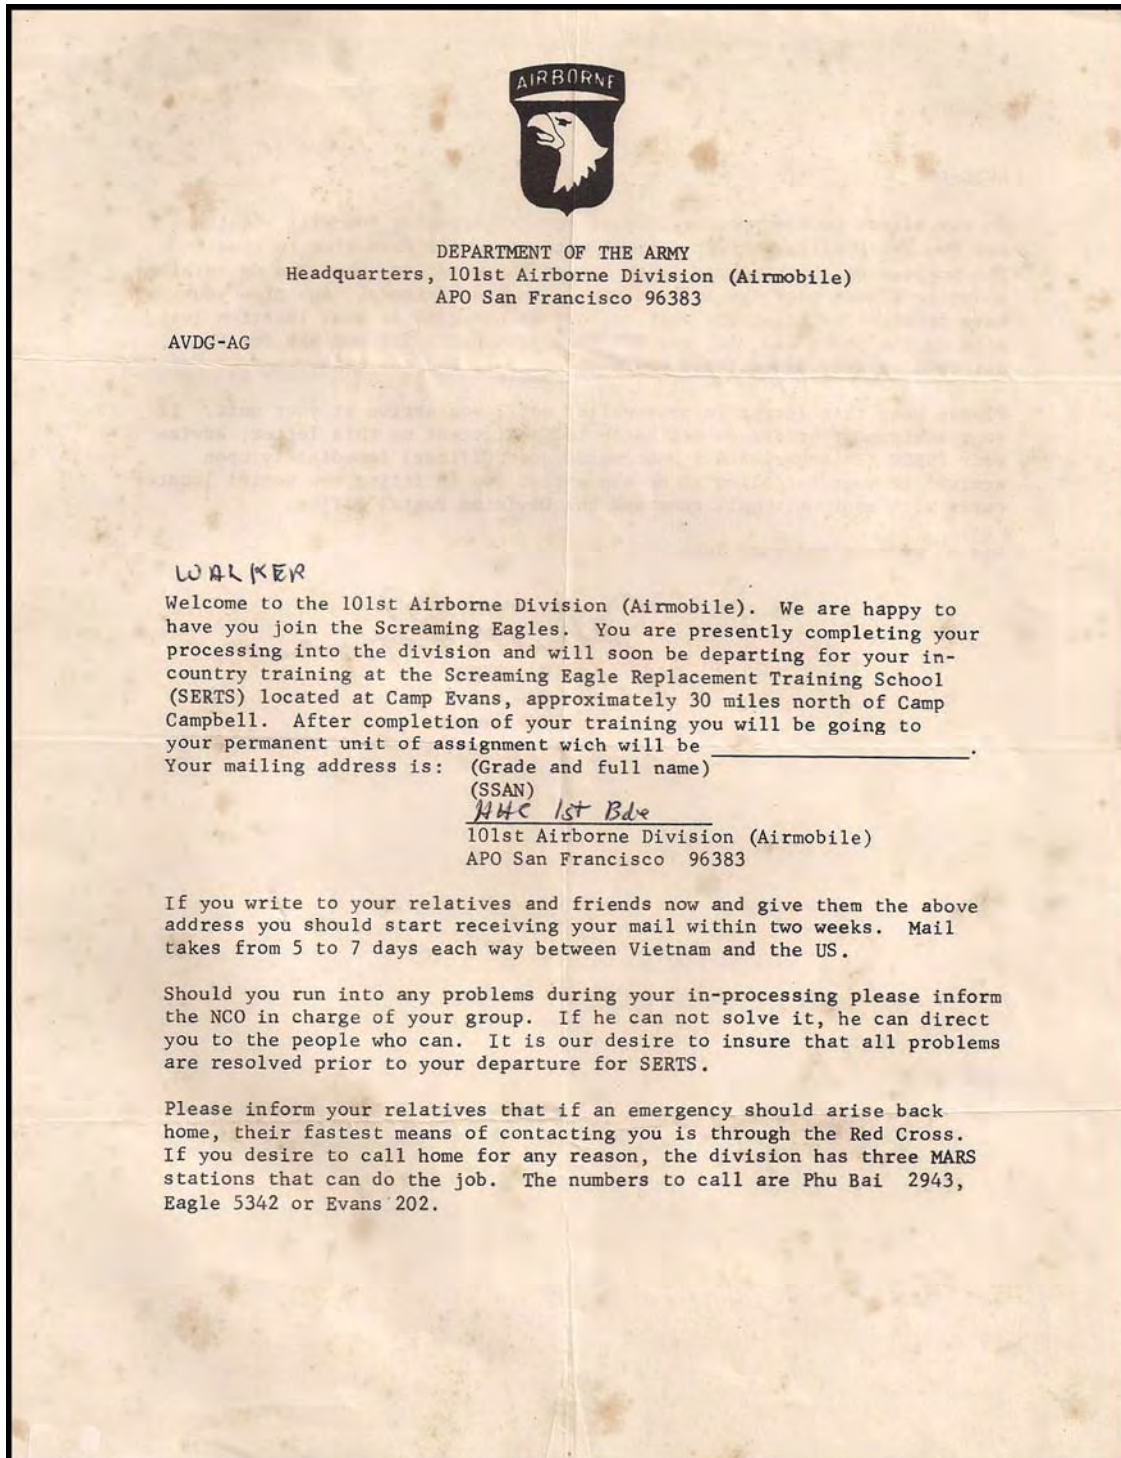 AIRBORNE
DEPARTMENT OF THE ARMY
Headquarters, 101st Airborne Division (Airmobile)
APO San Francisco 96383
AVDG-AG
WALKER
Welcome to the 101st Airborne Division (Airmobile). We are happy to
have you join the Screaming Eagles. You are presently completing your
processing into the division and will soon be departing for your in-
country training at the Screaming Eagle Replacement Training School
(SERTS) located at Camp Evans, approximately 30 miles north of Camp
Campbell. After completion of your training you will be going to
your permanent unit of assignment wich will be ____________________.
Your mailing address is: (Grade and full name)
(SSAN)
HHC 1st Bde
101st Airborne Division (Airmobile)
APO San Francisco 96383
If you write to your relatives and friends now and give them the above
address you should start receiving your mail within two weeks. Mail
takes from 5 to 7 days each way between Vietnam and the US.
Should you run into any problems during your in-processing please inform
the NCO in charge of your group. If he can not solve it, he can direct
you to the people who can. It is our desire to insure that all problems
are resolved prior to your departure for SERTS.
Please inform your relatives that if an emergency should arise back
home, their fastest means of contacting you is through the Red Cross.
If you desire to call home for any reason, the division has three MARS
stations that can do the job. The numbers to call are Phu Bai 2943,
Eagle 5342 or Evans 202.